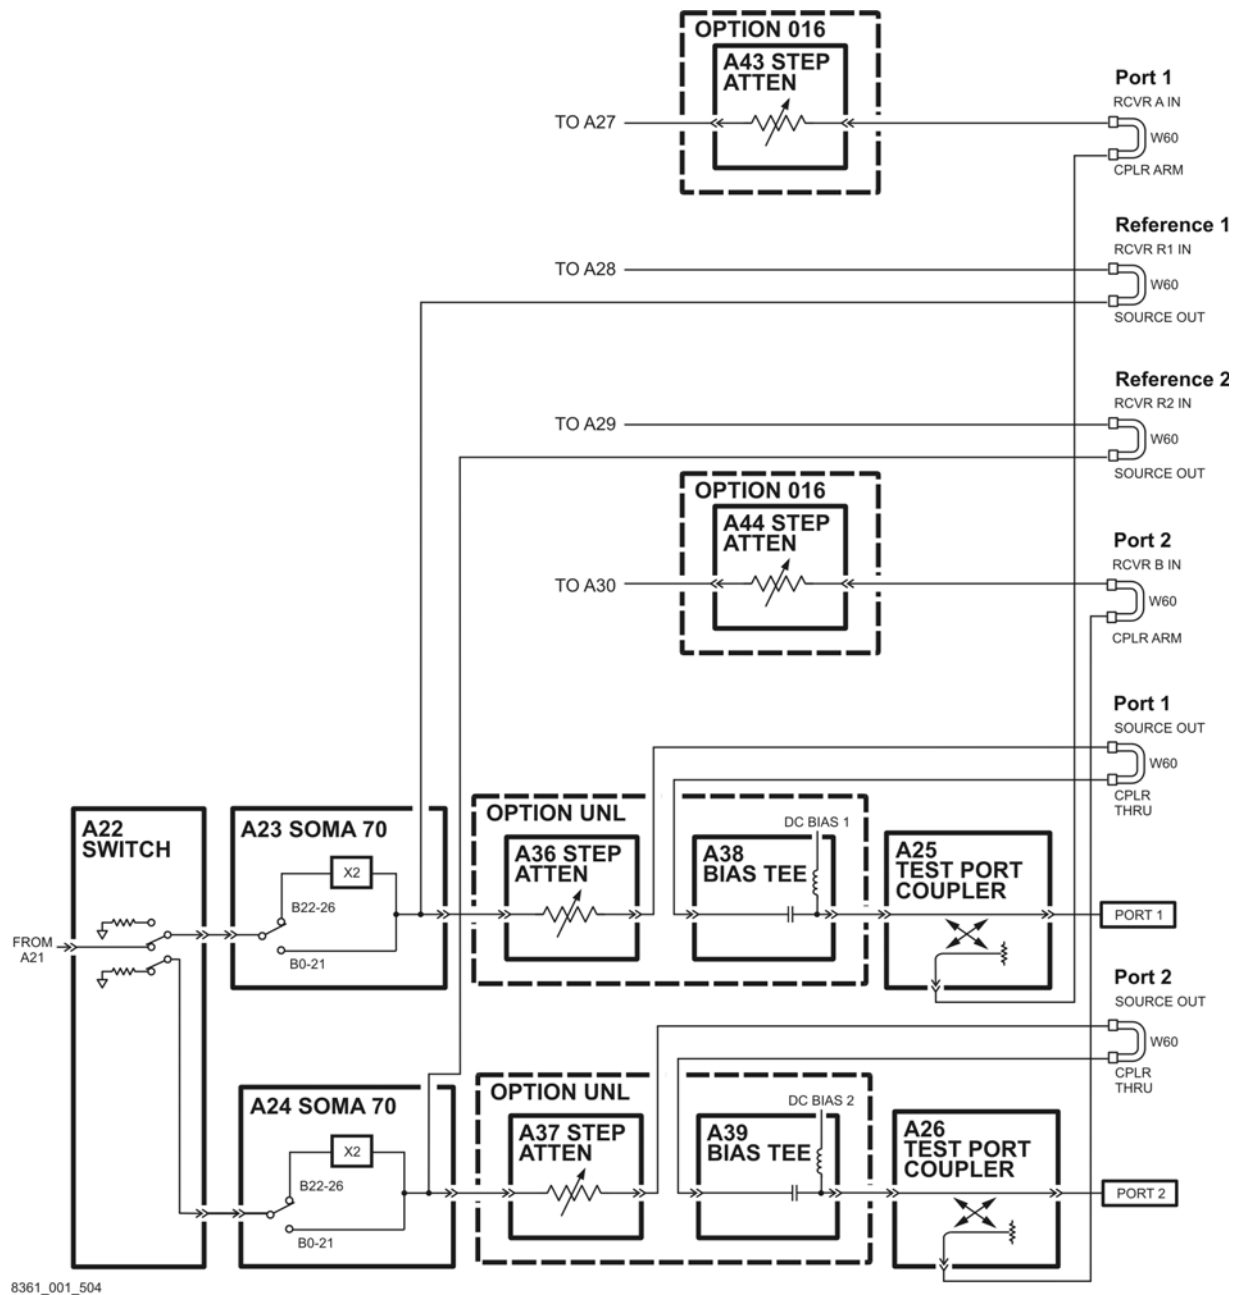 OPTION 016
A43 STEP
ATTEN
TO A27
Port 1
RCVR A IN
W60
CPLR ARM
Reference 1
RCVR R1 IN
TO A28
W60
SOURCE OUT
Reference 2
RCVR R2 IN
TO A29
W60
SOURCE OUT
OPTION 016
A44 STEP
ATTEN
TO A30
Port 2
RCVR B IN
W60
CPLR ARM
Port 1
SOURCE OUT
W60
CPLR
THRU
A22
SWITCH
FROM
A21
A23 SOMA 70
X2
B22-26
B0-21
OPTION UNL
A36 STEP
ATTEN
DC BIAS 1
A38
BIAS TEE
A25
TEST PORT
COUPLER
PORT 1
Port 2
SOURCE OUT
W60
CPLR
THRU
A24 SOMA 70
X2
B22-26
B0-21
OPTION UNL
A37 STEP
ATTEN
DC BIAS 2
A39
BIAS TEE
A26
TEST PORT
COUPLER
PORT 2
8361_001_504